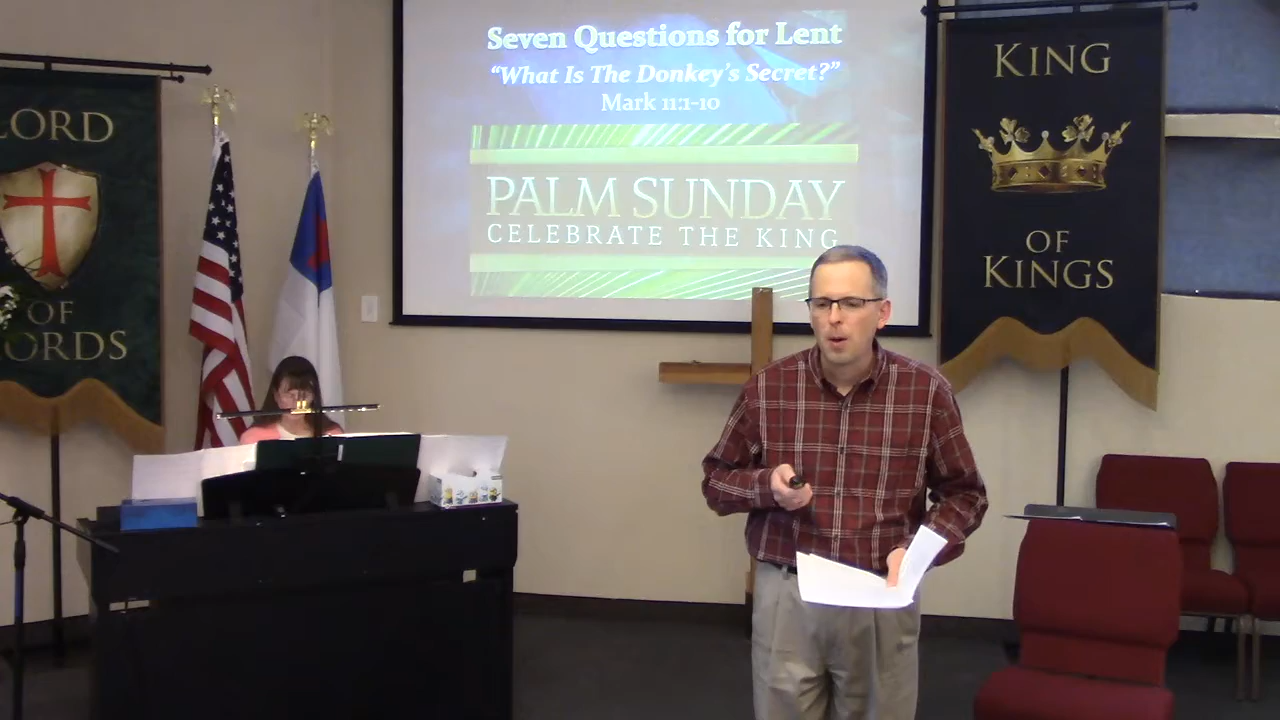 Seven Questions for Lent
"What Is The Donkey's Secret?"
Mark 11:1-10
PALM SUNDAY
CELEBRATE THE KING
LORD
OF
LORDS
KING
OF
KINGS